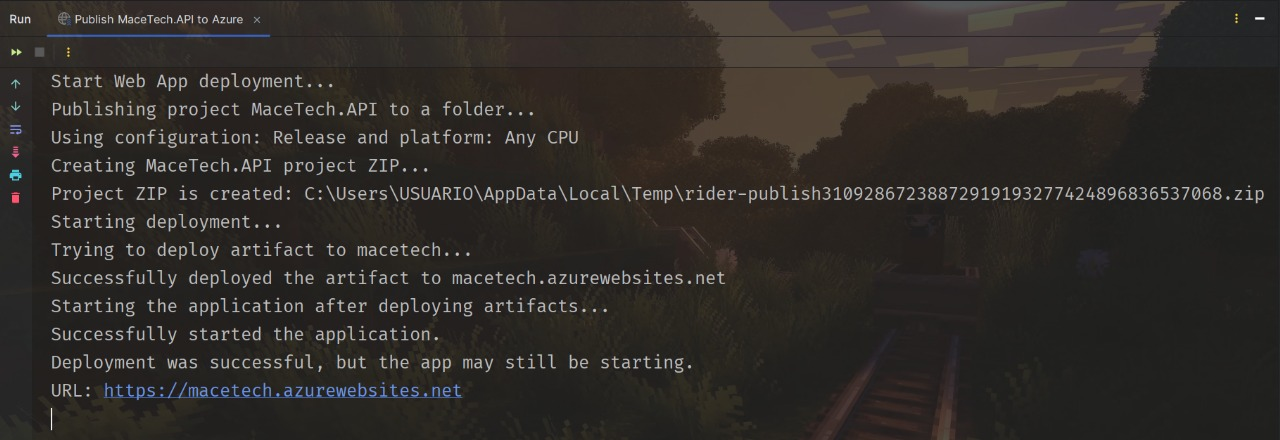 Run
Publish MaceTech.API to Azure
Start Web App deployment...
Publishing project MaceTech.API to a folder...
Using configuration: Release and platform: Any CPU
Creating MaceTech.API project ZIP...
Project ZIP is created: C:\Users\USUARIO\AppData\Local\Temp\rider-publish3109286723887291919327742489683653​7068.zip
Starting deployment...
Trying to deploy artifact to macetech...
Successfully deployed the artifact to macetech.azurewebsites.net
Starting the application after deploying artifacts...
Successfully started the application.
Deployment was successful, but the app may still be starting.
URL: https://macetech.azurewebsites.net